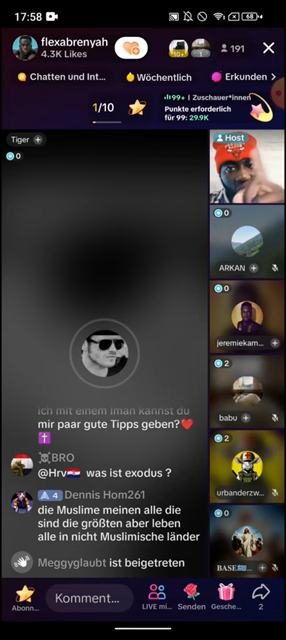 17:58
68
flexabrenyah
4.3K Likes
191
Chatten und Int...
Wöchentlich
Erkunden
1/10
99+ | Zuschauer*innen
Punkte erforderlich
für 99: 29.9K
Tiger +
0
Host
0
ARKAN +
0
jeremiekam... +
2
babu +
2
urbanderzw...
0
BASE
ich mit einem Iman kannst du
mir paar gute Tipps geben?❤️
✝️
☠️BRO
@Hrv🇭🇷 was ist exodus ?
A 4 Dennis Hom261
die Muslime meinen alle die
sind die größten aber leben
alle in nicht Muslimische länder
Meggyglaubt ist beigetreten
Abonn...
Komment...
LIVE mi...
Senden
Gesche...
2